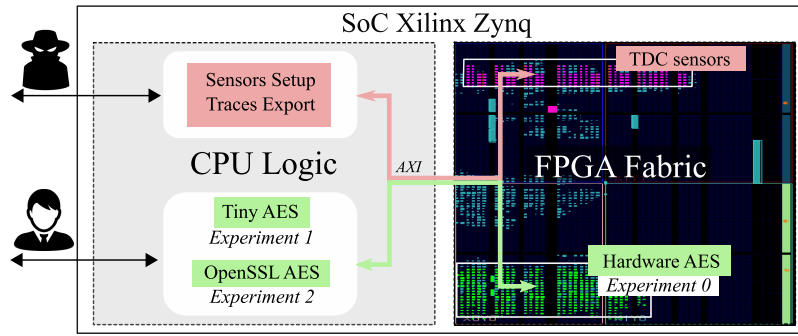 SoC Xilinx Zynq
Sensors Setup
Traces Export
TDC sensors
CPU Logic
AXI
FPGA Fabric
Tiny AES
Experiment 1
OpenSSL AES
Experiment 2
Hardware AES
Experiment 0